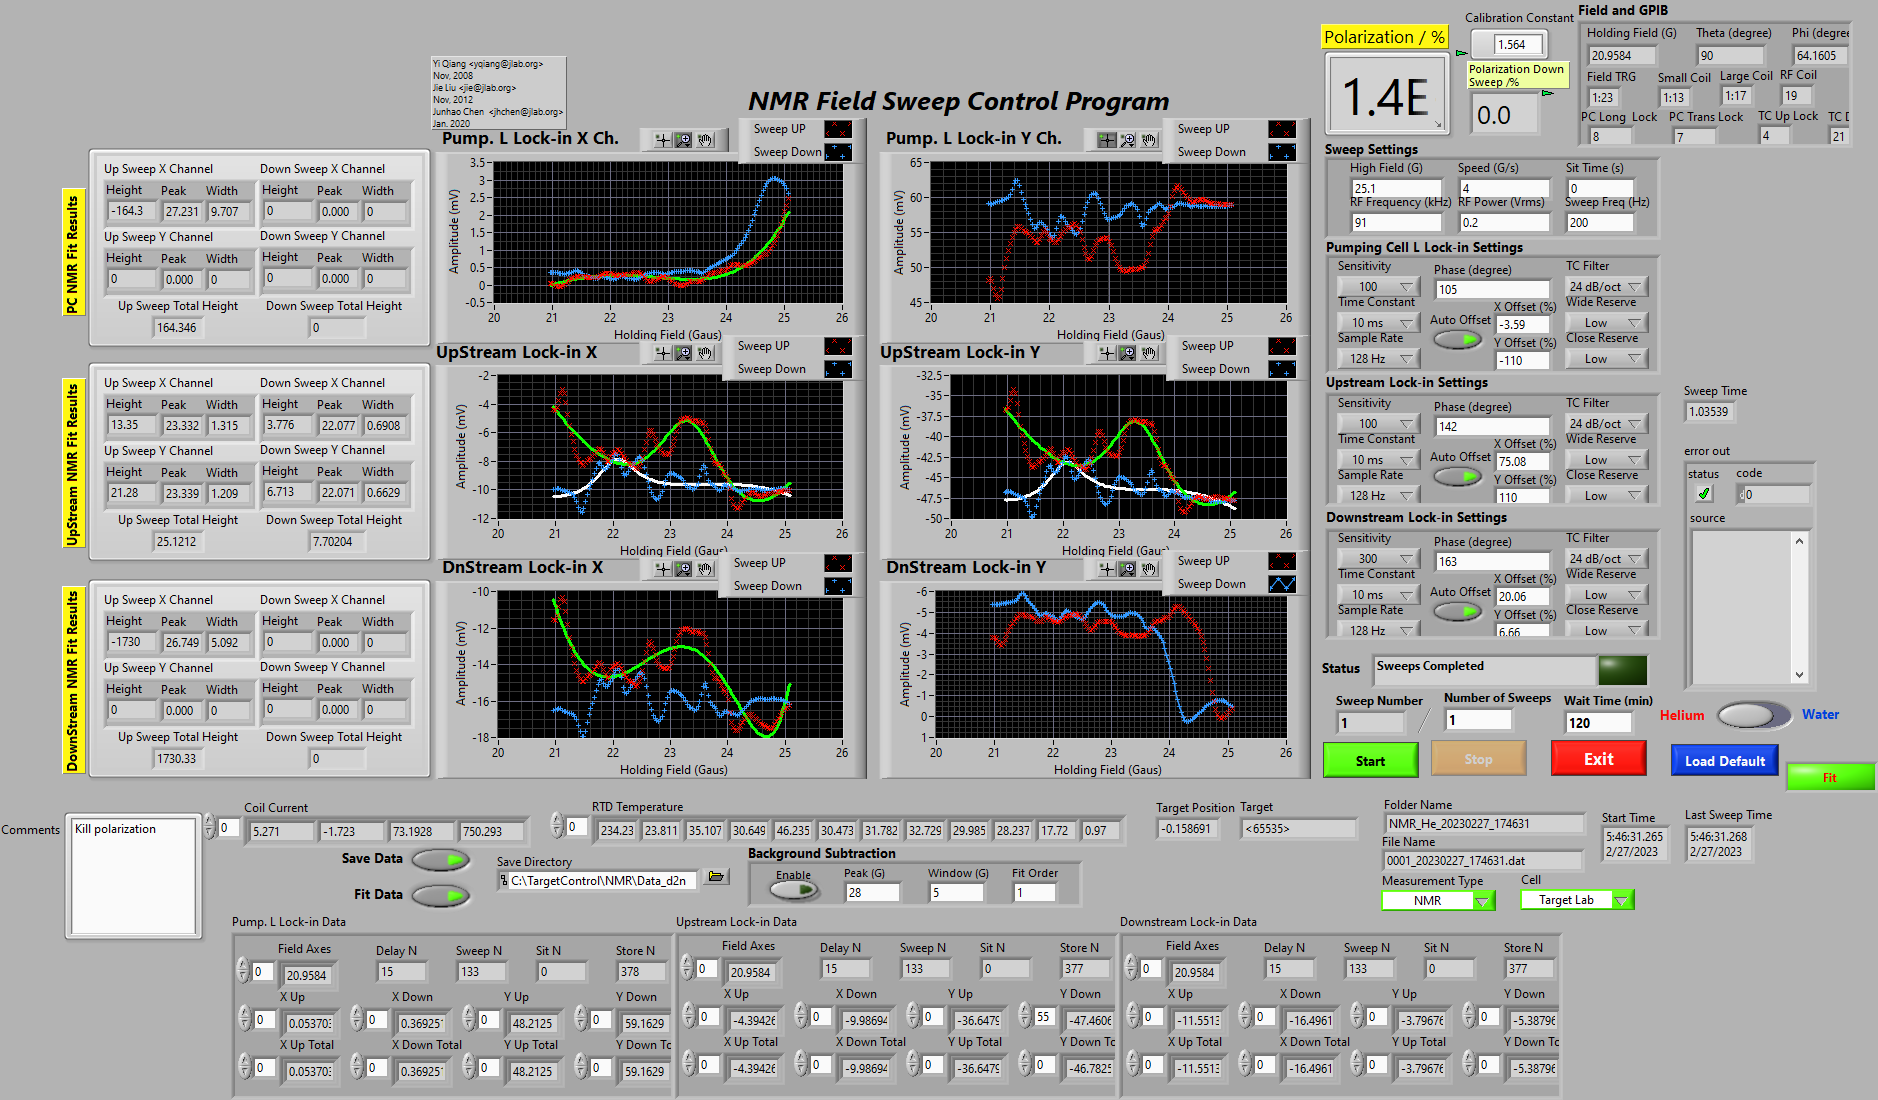 Yi Qiang <yqiang@jlab.org>
Nov, 2008
Jie Liu <jie@jlab.org>
Nov, 2012
Junhao Chen <jhchen@jlab.org>
Jan. 2020
NMR Field Sweep Control Program
Polarization / %
1.4E
Calibration Constant
1.564
Polarization Down
Sweep /%
0.0
Field and GPIB
Holding Field (G) Theta (degree) Phi (degree
20.9584 90 64.1605
Field TRG Small Coil Large Coil RF Coil
1:23 1:13 1:17 19
PC Long Lock PC Trans Lock TC Up Lock TC D
8 7 4 21
PC NMR Fit Results
Up Sweep X Channel Down Sweep X Channel
Height Peak Width Height Peak Width
-164.3 27.231 9.707 0 0.000 0
Up Sweep Y Channel Down Sweep Y Channel
Height Peak Width Height Peak Width
0 0.000 0 0 0.000 0
Up Sweep Total Height Down Sweep Total Height
164.346 0
UpStream NMR Fit Results
Up Sweep X Channel Down Sweep X Channel
Height Peak Width Height Peak Width
13.35 23.332 1.315 3.776 22.077 0.6908
Up Sweep Y Channel Down Sweep Y Channel
Height Peak Width Height Peak Width
21.28 23.339 1.209 6.713 22.071 0.6629
Up Sweep Total Height Down Sweep Total Height
25.1212 7.70204
DownStream NMR Fit Results
Up Sweep X Channel Down Sweep X Channel
Height Peak Width Height Peak Width
-1730 26.749 5.092 0 0.000 0
Up Sweep Y Channel Down Sweep Y Channel
Height Peak Width Height Peak Width
0 0.000 0 0 0.000 0
Up Sweep Total Height Down Sweep Total Height
1730.33 0
Pump. L Lock-in X Ch.
Sweep UP
Sweep Down
Amplitude (mV)
3.5
3
2.5
2
1.5
1
0.5
0
-0.5
20 21 22 23 24 25 26
Holding Field (Gaus)
Pump. L Lock-in Y Ch.
Sweep UP
Sweep Down
Amplitude (mV)
65
60
55
50
45
20 21 22 23 24 25 26
Holding Field (Gaus)
UpStream Lock-in X
Sweep UP
Sweep Down
Amplitude (mV)
-2
-4
-6
-8
-10
-12
20 21 22 23 24 25 26
Holding Field (Gaus)
UpStream Lock-in Y
Sweep UP
Sweep Down
Amplitude (mV)
-32.5
-35
-37.5
-40
-42.5
-45
-47.5
-50
20 21 22 23 24 25 26
Holding Field (Gaus)
DnStream Lock-in X
Sweep UP
Sweep Down
Amplitude (mV)
-10
-12
-14
-16
-18
20 21 22 23 24 25 26
Holding Field (Gaus)
DnStream Lock-in Y
Sweep UP
Sweep Down
Amplitude (mV)
-6
-5
-4
-3
-2
-1
0
1
20 21 22 23 24 25 26
Holding Field (Gaus)
Sweep Settings
High Field (G) Speed (G/s) Sit Time (s)
25.1 4 0
RF Frequency (kHz) RF Power (Vrms) Sweep Freq (Hz)
91 0.2 200
Pumping Cell L Lock-in Settings
Sensitivity Phase (degree) TC Filter
100 105 24 dB/oct
Time Constant X Offset (%) Wide Reserve
10 ms Auto Offset -3.59 Low
Sample Rate Y Offset (%) Close Reserve
128 Hz -110 Low
Upstream Lock-in Settings
Sensitivity Phase (degree) TC Filter
100 142 24 dB/oct
Time Constant X Offset (%) Wide Reserve
10 ms Auto Offset 75.08 Low
Sample Rate Y Offset (%) Close Reserve
128 Hz 110 Low
Downstream Lock-in Settings
Sensitivity Phase (degree) TC Filter
300 163 24 dB/oct
Time Constant X Offset (%) Wide Reserve
10 ms Auto Offset 20.06 Low
Sample Rate Y Offset (%) Close Reserve
128 Hz 6.66 Low
Sweep Time
1.03539
error out
status code
0
source
Status Sweeps Completed
Sweep Number Number of Sweeps Wait Time (min)
1 / 1 120
Helium Water
Start Stop Exit Load Default Fit
Comments
Kill polarization
Coil Current
0 5.271 -1.723 73.1928 750.293
RTD Temperature
0 234.23 23.811 35.107 30.649 46.235 30.473 31.782 32.729 29.985 28.237 17.72 0.97
Target Position Target
-0.158691 <65535>
Folder Name
NMR_He_20230227_174631
File Name
0001_20230227_174631.dat
Measurement Type Cell
NMR Target Lab
Start Time
5:46:31.265
2/27/2023
Last Sweep Time
5:46:31.268
2/27/2023
Save Data
Fit Data
Save Directory
C:\TargetControl\NMR\Data_d2n
Background Subtraction
Enable Peak (G) Window (G) Fit Order
28 5 1
Pump. L Lock-in Data
Field Axes Delay N Sweep N Sit N Store N
0 20.9584 15 133 0 378
X Up X Down Y Up Y Down
0 0.05370 0 0.36925 0 48.2125 0 59.1629
X Up Total X Down Total Y Up Total Y Down To
0 0.05370 0 0.36925 0 48.2125 0 59.1629
Upstream Lock-in Data
Field Axes Delay N Sweep N Sit N Store N
0 20.9584 15 133 0 377
X Up X Down Y Up Y Down
0 -4.39426 0 -9.98694 0 -36.6479 55 -47.4606
X Up Total X Down Total Y Up Total Y Down To
0 -4.39426 0 -9.98694 0 -36.6479 0 -46.7825
Downstream Lock-in Data
Field Axes Delay N Sweep N Sit N Store N
0 20.9584 15 133 0 377
X Up X Down Y Up Y Down
0 -11.5513 0 -16.4961 0 -3.79676 0 -5.38796
X Up Total X Down Total Y Up Total Y Down To
0 -11.5513 0 -16.4961 0 -3.79676 0 -5.38796